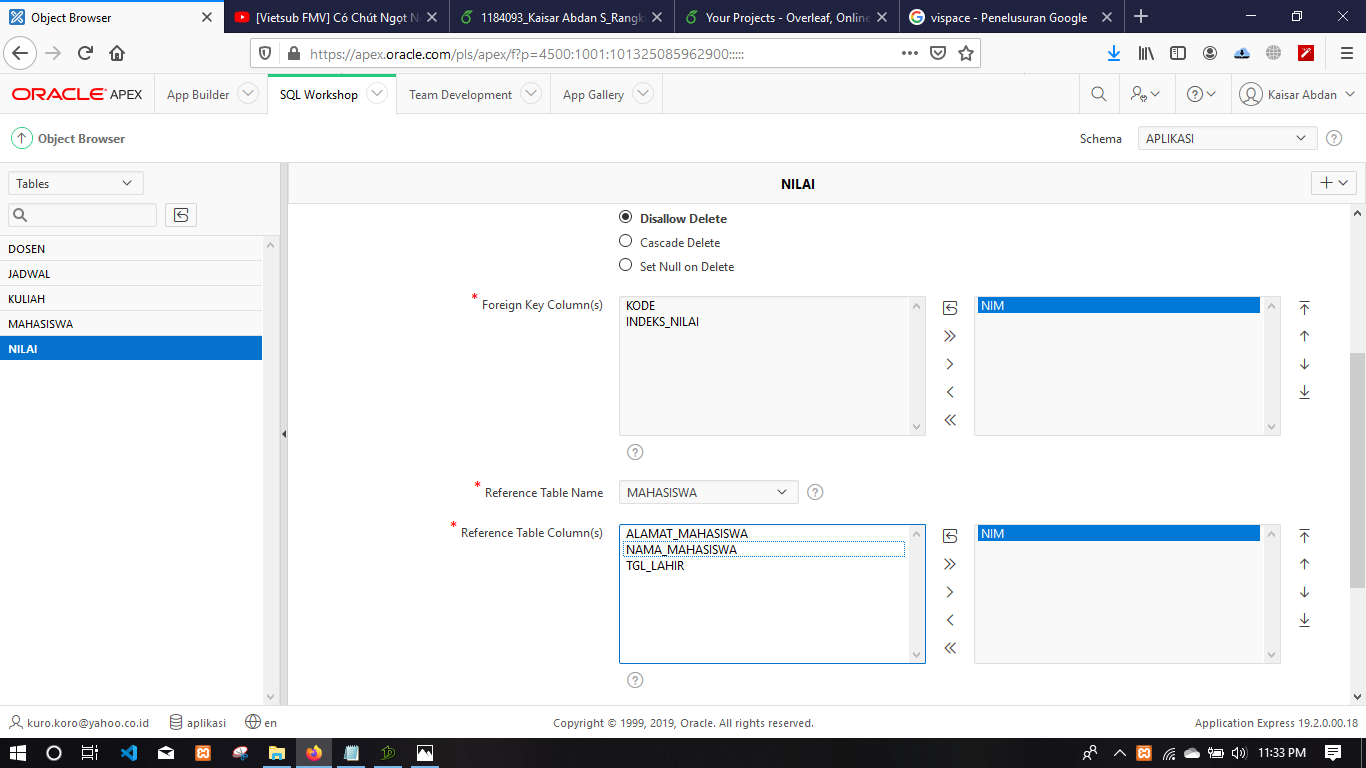 Object Browser
[Vietsub FMV] Có Chút Ngọt N
1184093_Kaisar Abdan S_Rangk
Your Projects - Overleaf, Online
vispace - Penelusuran Google
https://apex.oracle.com/pls/apex/f?p=4500:1001:101325085962900:::::
ORACLE APEX
App Builder
SQL Workshop
Team Development
App Gallery
Kaisar Abdan
Object Browser
Schema
APLIKASI
Tables
NILAI
DOSEN
JADWAL
KULIAH
MAHASISWA
NILAI
Disallow Delete
Cascade Delete
Set Null on Delete
* Foreign Key Column(s)
KODE
INDEKS_NILAI
NIM
* Reference Table Name
MAHASISWA
* Reference Table Column(s)
ALAMAT_MAHASISWA
NAMA_MAHASISWA
TGL_LAHIR
NIM
kuro.koro@yahoo.co.id
aplikasi
en
Copyright © 1999, 2019, Oracle. All rights reserved.
Application Express 19.2.0.00.18
11:33 PM